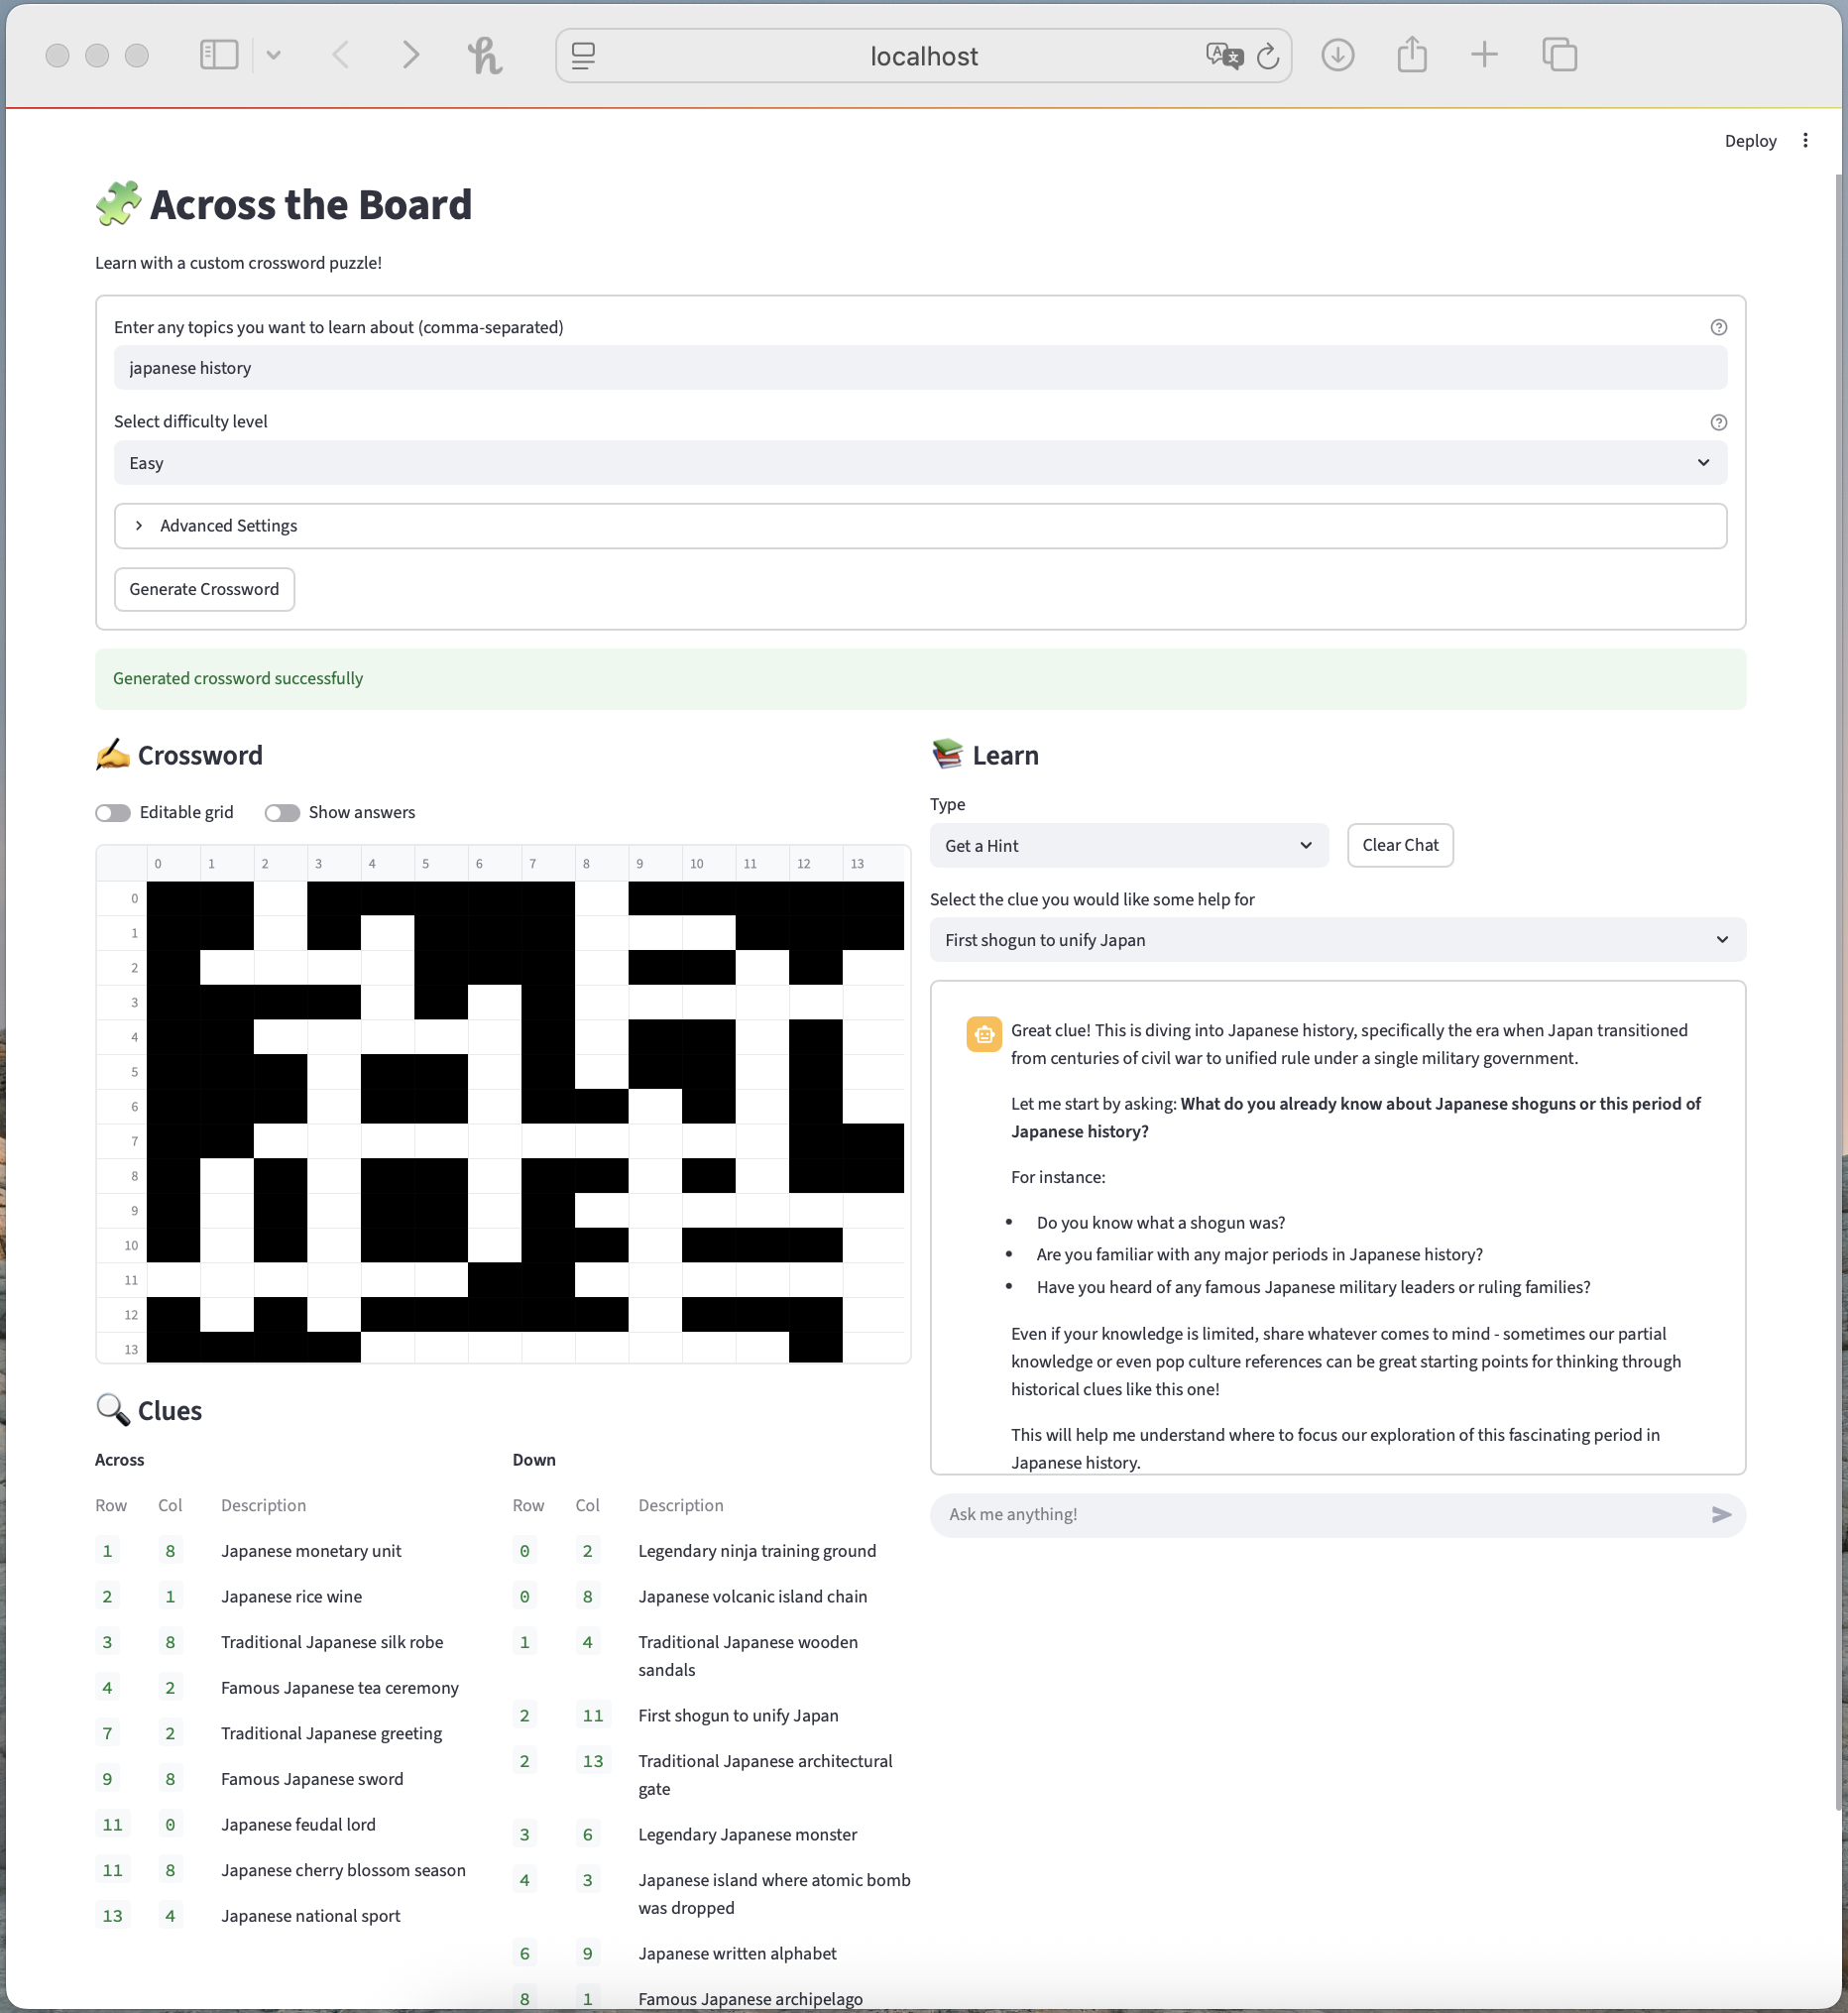 localhost
Deploy
Across the Board
Learn with a custom crossword puzzle!
Enter any topics you want to learn about (comma-separated)
japanese history
Select difficulty level
Easy
Advanced Settings
Generate Crossword
Generated crossword successfully
Crossword
Editable grid Show answers
0 1 2 3 4 5 6 7 8 9 10 11 12 13
0
1
2
3
4
5
6
7
8
9
10
11
12
13
Clues
Across
Row Col Description
1 8 Japanese monetary unit
2 1 Japanese rice wine
3 8 Traditional Japanese silk robe
4 2 Famous Japanese tea ceremony
7 2 Traditional Japanese greeting
9 8 Famous Japanese sword
11 0 Japanese feudal lord
11 8 Japanese cherry blossom season
13 4 Japanese national sport
Down
Row Col Description
0 2 Legendary ninja training ground
0 8 Japanese volcanic island chain
1 4 Traditional Japanese wooden
sandals
2 11 First shogun to unify Japan
2 13 Traditional Japanese architectural
gate
3 6 Legendary Japanese monster
4 3 Japanese island where atomic bomb
was dropped
6 9 Japanese written alphabet
8 1 Famous Japanese archipelago
Learn
Type
Get a Hint Clear Chat
Select the clue you would like some help for
First shogun to unify Japan
Great clue! This is diving into Japanese history, specifically the era when Japan transitioned
from centuries of civil war to unified rule under a single military government.
Let me start by asking: What do you already know about Japanese shoguns or this period of
Japanese history?
For instance:
• Do you know what a shogun was?
• Are you familiar with any major periods in Japanese history?
• Have you heard of any famous Japanese military leaders or ruling families?
Even if your knowledge is limited, share whatever comes to mind - sometimes our partial
knowledge or even pop culture references can be great starting points for thinking through
historical clues like this one!
This will help me understand where to focus our exploration of this fascinating period in
Japanese history.
Ask me anything!